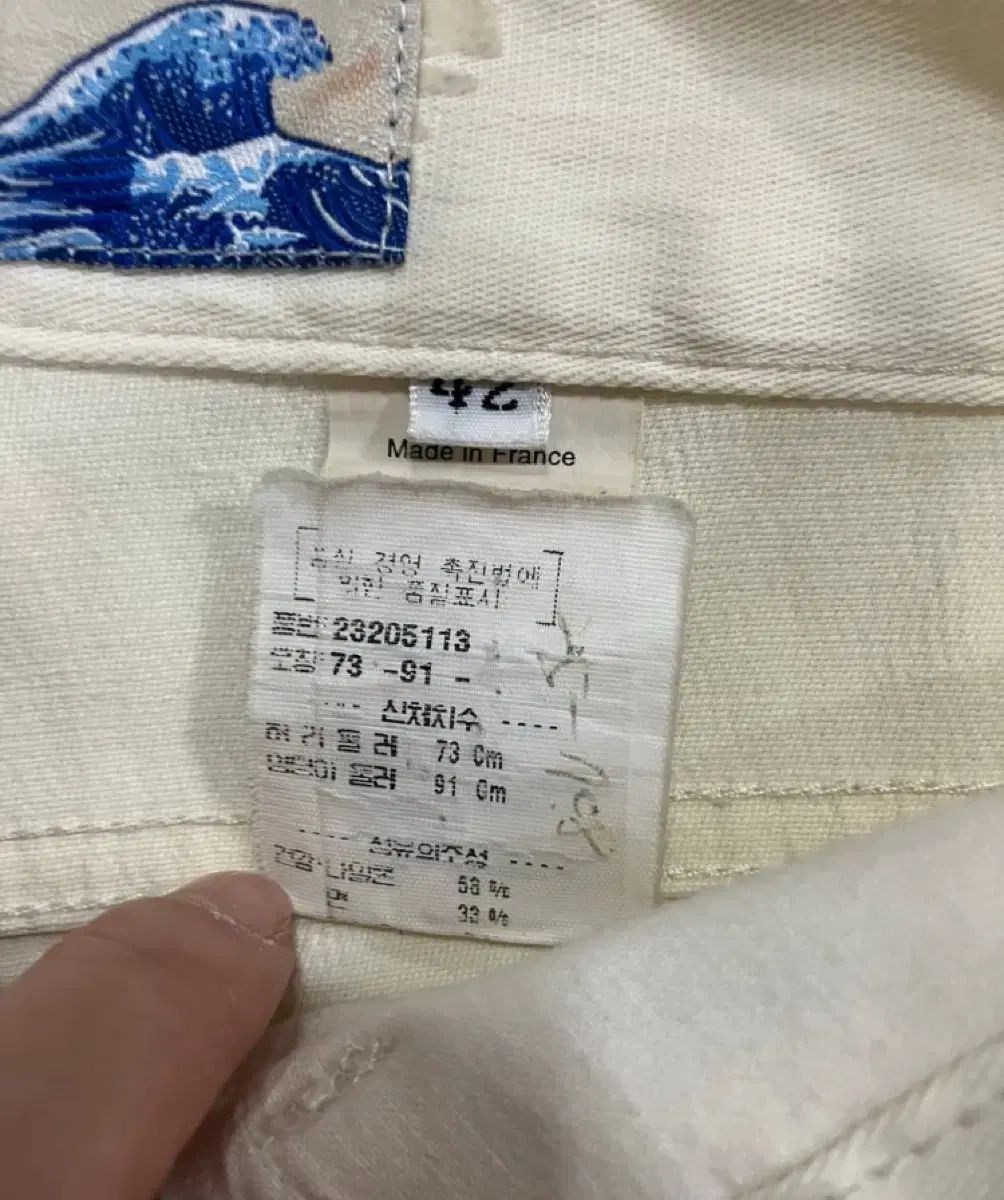 42
Made in France
품질 경영 촉진법에
의한 품질표시
품번 23205113
호칭 73 -91 -
--- 신체치수 ----
허리둘레 73 Cm
엉덩이 둘레 91 Cm
---- 섬유의조성 ----
겉감 나일론
면